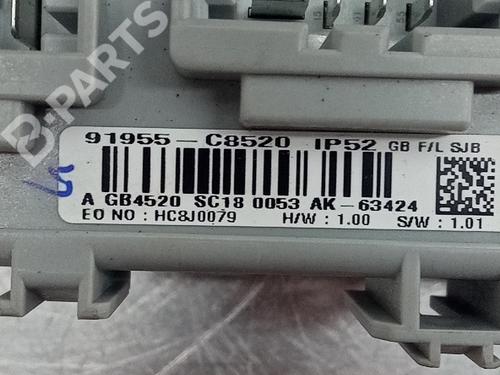 B-PARTS
91955-C8520 IP52 GB F/L SJB
A GB4520 SC18 0053 AK-63424
EO NO : HC8J0079 H/W : 1.00 S/W : 1.01